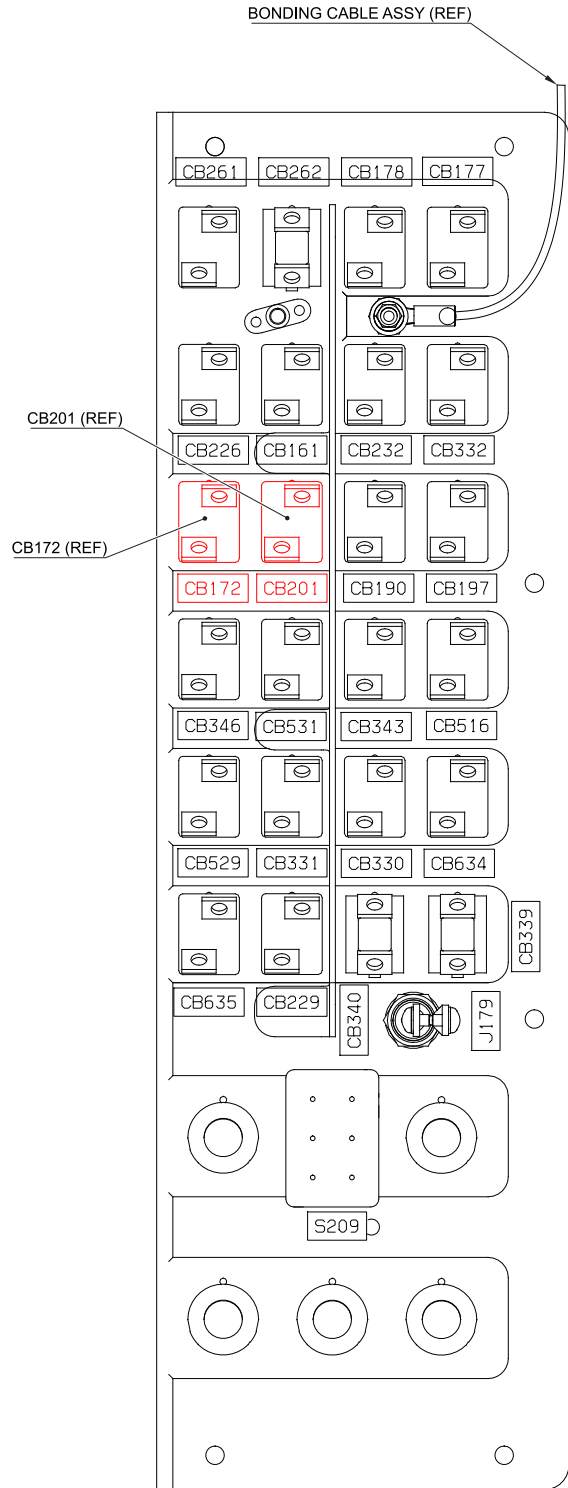 BONDING CABLE ASSY (REF)
CB261 CB262 CB178 CB177
CB201 (REF)
CB226 CB161 CB232 CB332
CB172 (REF)
CB172 CB201 CB190 CB197
CB346 CB531 CB343 CB516
CB529 CB331 CB330 CB634
CB339
CB635 CB229 CB340 J179
S209